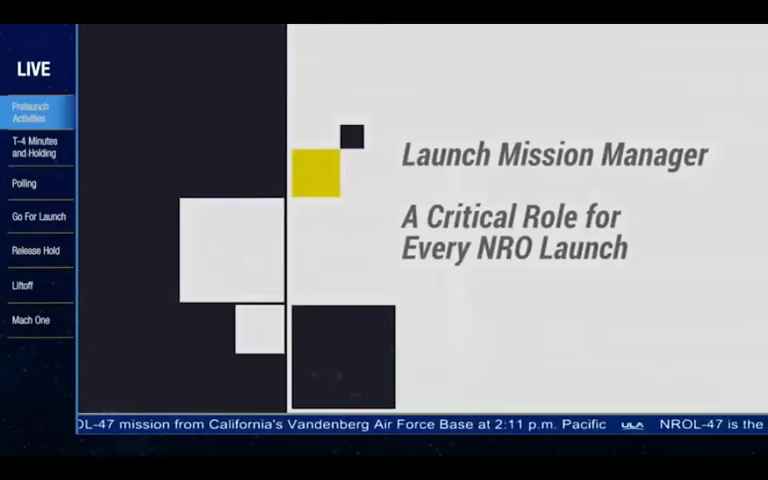 LIVE
Prelaunch
Activities
T-4 Minutes
and Holding
Polling
Go For Launch
Release Hold
Liftoff
Mach One
Launch Mission Manager
A Critical Role for
Every NRO Launch
OL-47 mission from California's Vandenberg Air Force Base at 2:11 p.m. Pacific ULA NROL-47 is the